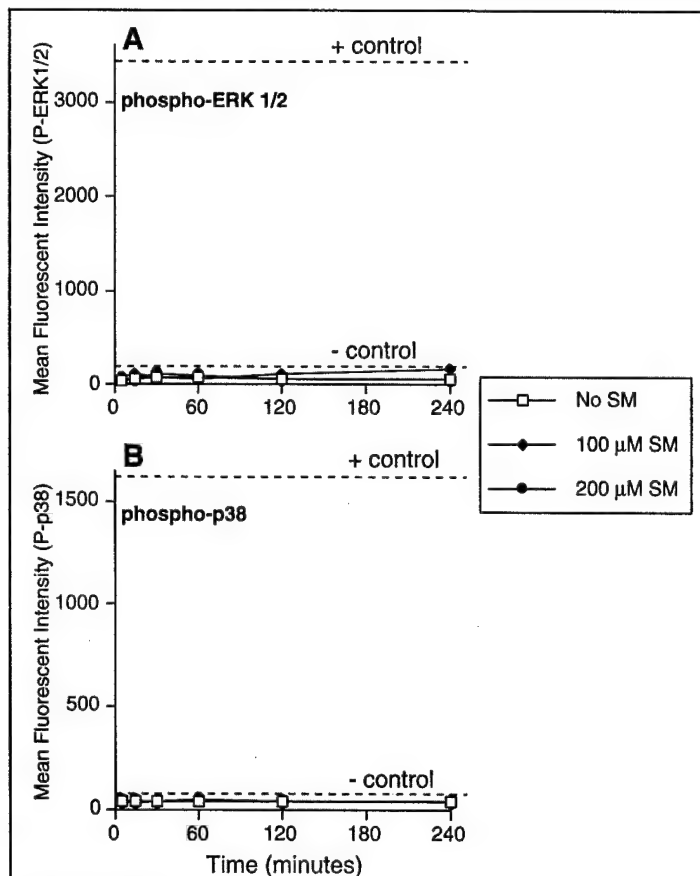 A
+ control
phospho-ERK 1/2
Mean Fluorescent Intensity (P-ERK1/2)
3000
2000
1000
0
- control
0 60 120 180 240
B
+ control
phospho-p38
Mean Fluorescent Intensity (P-p38)
1500
1000
500
0
- control
0 60 120 180 240
Time (minutes)
No SM
100 µM SM
200 µM SM